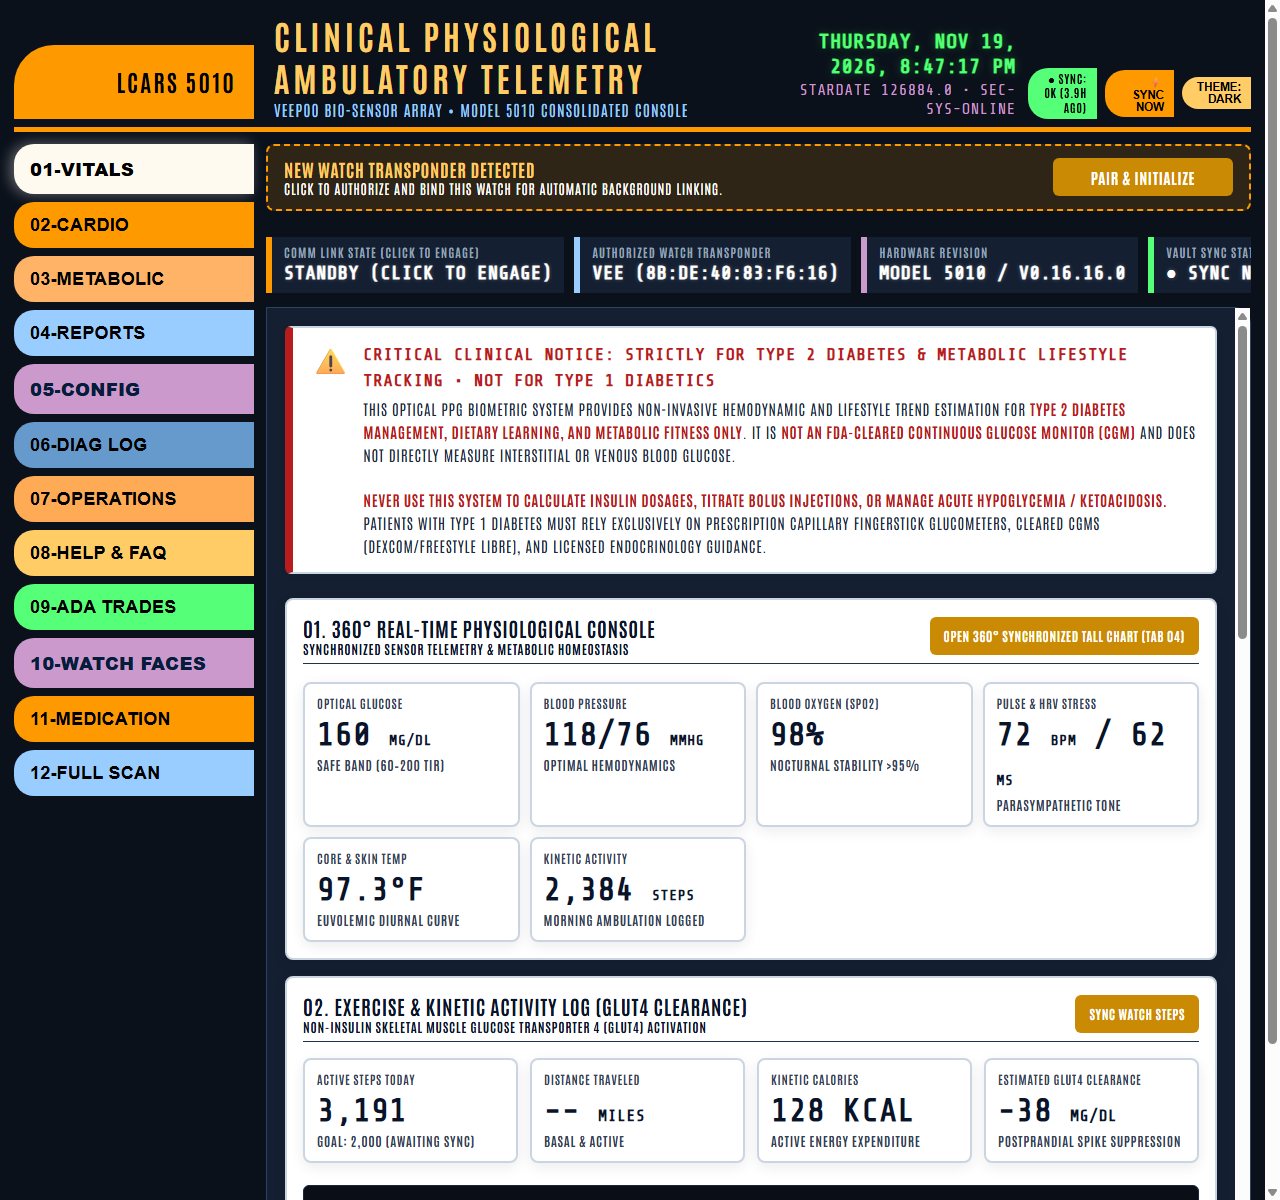 LCARS 5010
CLINICAL PHYSIOLOGICAL
AMBULATORY TELEMETRY
VEEPOO BIO-SENSOR ARRAY • MODEL 5010 CONSOLIDATED CONSOLE
THURSDAY, NOV 19,
2026, 8:47:17 PM
STARDATE 126884.0 · SEC-
SYS-ONLINE
● SYNC:
OK (3.9H
AGO)
SYNC
NOW
THEME:
DARK
01-VITALS
02-CARDIO
03-METABOLIC
04-REPORTS
05-CONFIG
06-DIAG LOG
07-OPERATIONS
08-HELP & FAQ
09-ADA TRADES
10-WATCH FACES
11-MEDICATION
12-FULL SCAN
NEW WATCH TRANSPONDER DETECTED
CLICK TO AUTHORIZE AND BIND THIS WATCH FOR AUTOMATIC BACKGROUND LINKING.
PAIR & INITIALIZE
COMM LINK STATE (CLICK TO ENGAGE)
STANDBY (CLICK TO ENGAGE)
AUTHORIZED WATCH TRANSPONDER
VEE (8B:DE:40:83:F6:16)
HARDWARE REVISION
MODEL 5010 / V0.16.16.0
VAULT SYNC STAT
● SYNC N
CRITICAL CLINICAL NOTICE: STRICTLY FOR TYPE 2 DIABETES & METABOLIC LIFESTYLE
TRACKING • NOT FOR TYPE 1 DIABETICS
THIS OPTICAL PPG BIOMETRIC SYSTEM PROVIDES NON-INVASIVE HEMODYNAMIC AND LIFESTYLE TREND ESTIMATION FOR TYPE 2 DIABETES
MANAGEMENT, DIETARY LEARNING, AND METABOLIC FITNESS ONLY. IT IS NOT AN FDA-CLEARED CONTINUOUS GLUCOSE MONITOR (CGM) AND DOES
NOT DIRECTLY MEASURE INTERSTITIAL OR VENOUS BLOOD GLUCOSE.
NEVER USE THIS SYSTEM TO CALCULATE INSULIN DOSAGES, TITRATE BOLUS INJECTIONS, OR MANAGE ACUTE HYPOGLYCEMIA / KETOACIDOSIS.
PATIENTS WITH TYPE 1 DIABETES MUST RELY EXCLUSIVELY ON PRESCRIPTION CAPILLARY FINGERSTICK GLUCOMETERS, CLEARED CGMS
(DEXCOM/FREESTYLE LIBRE), AND LICENSED ENDOCRINOLOGY GUIDANCE.
01. 360° REAL-TIME PHYSIOLOGICAL CONSOLE
SYNCHRONIZED SENSOR TELEMETRY & METABOLIC HOMEOSTASIS
OPEN 360° SYNCHRONIZED TALL CHART (TAB 04)
OPTICAL GLUCOSE
160 MG/DL
SAFE BAND (60-200 TIR)
BLOOD PRESSURE
118/76 MMHG
OPTIMAL HEMODYNAMICS
BLOOD OXYGEN (SPO2)
98%
NOCTURNAL STABILITY >95%
PULSE & HRV STRESS
72 BPM / 62
MS
PARASYMPATHETIC TONE
CORE & SKIN TEMP
97.3°F
EUVOLEMIC DIURNAL CURVE
KINETIC ACTIVITY
2,384 STEPS
MORNING AMBULATION LOGGED
02. EXERCISE & KINETIC ACTIVITY LOG (GLUT4 CLEARANCE)
NON-INSULIN SKELETAL MUSCLE GLUCOSE TRANSPORTER 4 (GLUT4) ACTIVATION
SYNC WATCH STEPS
ACTIVE STEPS TODAY
3,191
GOAL: 2,000 (AWAITING SYNC)
DISTANCE TRAVELED
-- MILES
BASAL & ACTIVE
KINETIC CALORIES
128 KCAL
ACTIVE ENERGY EXPENDITURE
ESTIMATED GLUT4 CLEARANCE
-38 MG/DL
POSTPRANDIAL SPIKE SUPPRESSION